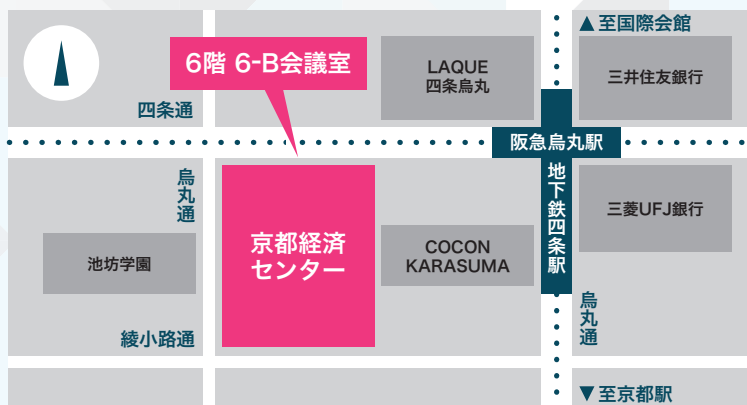 ▲至国際会館
6階 6-B会議室
LAQUE
四条烏丸
三井住友銀行
四条通
阪急烏丸駅
烏丸通
地下鉄四条駅
三菱UFJ銀行
京都経済
センター
池坊学園
COCON
KARASUMA
烏丸通
綾小路通
▼至京都駅